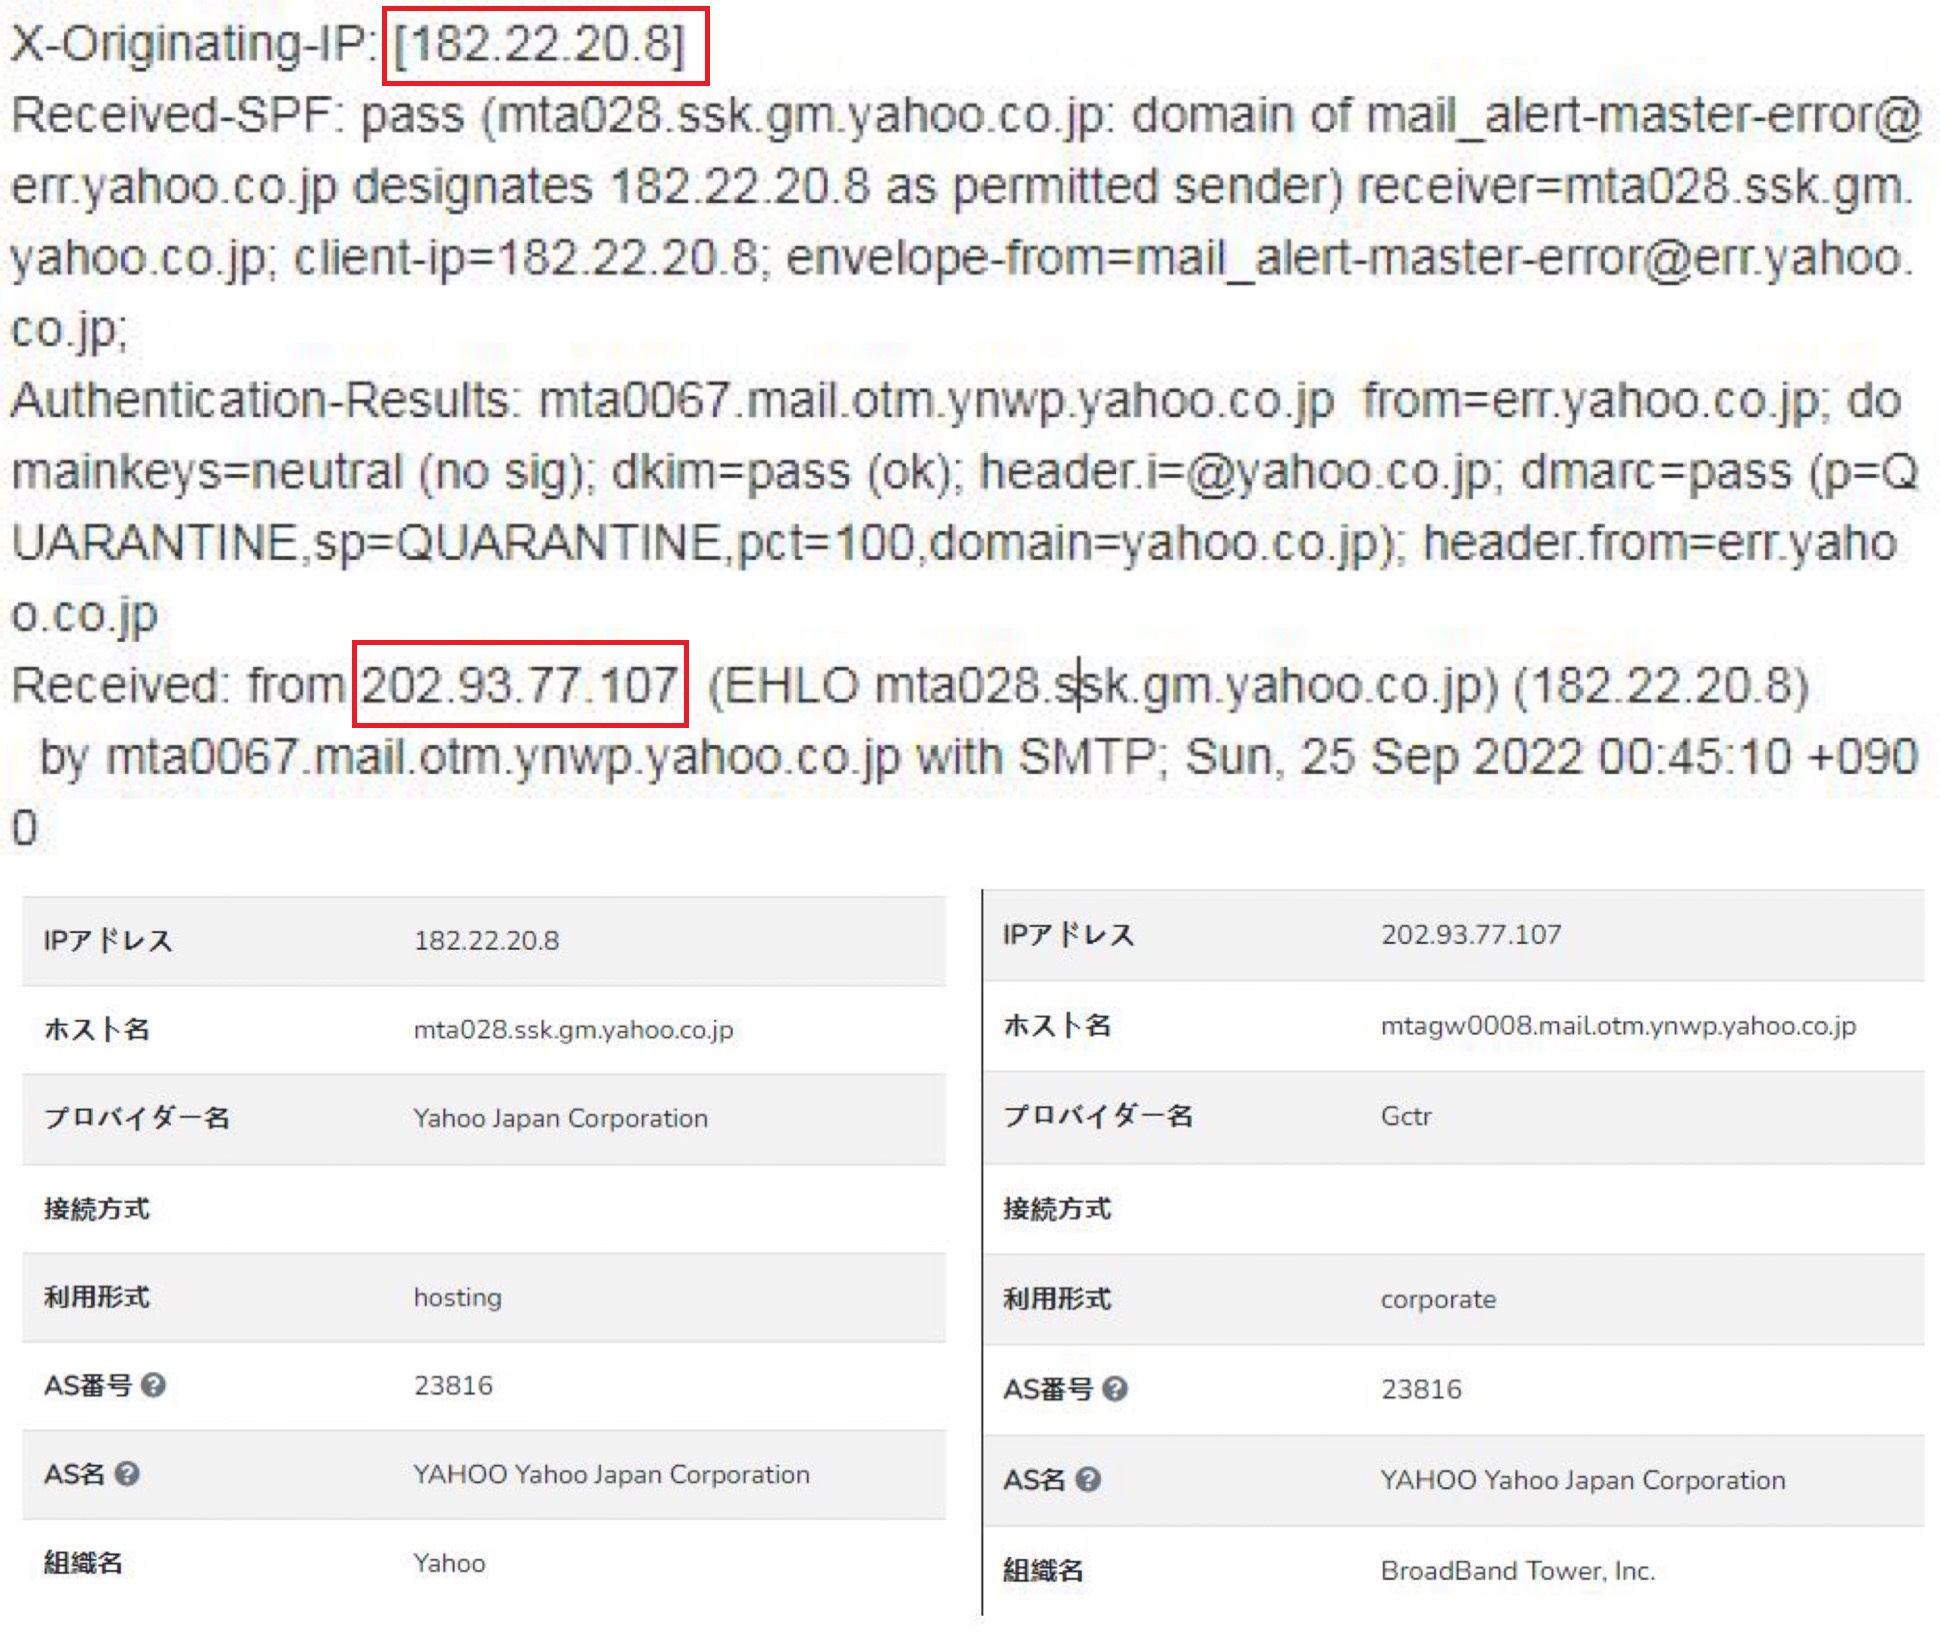 X-Originating-IP: [182.22.20.8]
Received-SPF: pass (mta028.ssk.gm.yahoo.co.jp: domain of mail_alert-master-error@
err.yahoo.co.jp designates 182.22.20.8 as permitted sender) receiver=mta028.ssk.gm.
yahoo.co.jp; client-ip=182.22.20.8; envelope-from=mail_alert-master-error@err.yahoo.
co.jp;
Authentication-Results: mta0067.mail.otm.ynwp.yahoo.co.jp  from=err.yahoo.co.jp; do
mainkeys=neutral (no sig); dkim=pass (ok); header.i=@yahoo.co.jp; dmarc=pass (p=Q
UARANTINE,sp=QUARANTINE,pct=100,domain=yahoo.co.jp); header.from=err.yaho
o.co.jp
Received: from 202.93.77.107  (EHLO mta028.ssk.gm.yahoo.co.jp) (182.22.20.8)
by mta0067.mail.otm.ynwp.yahoo.co.jp with SMTP; Sun, 25 Sep 2022 00:45:10 +090
0
IPアドレス 182.22.20.8
ホスト名 mta028.ssk.gm.yahoo.co.jp
プロバイダー名 Yahoo Japan Corporation
接続方式
利用形式 hosting
AS番号 ? 23816
AS名 ? YAHOO Yahoo Japan Corporation
組織名 Yahoo
IPアドレス 202.93.77.107
ホスト名 mtagw0008.mail.otm.ynwp.yahoo.co.jp
プロバイダー名 Gctr
接続方式
利用形式 corporate
AS番号 ? 23816
AS名 ? YAHOO Yahoo Japan Corporation
組織名 BroadBand Tower, Inc.